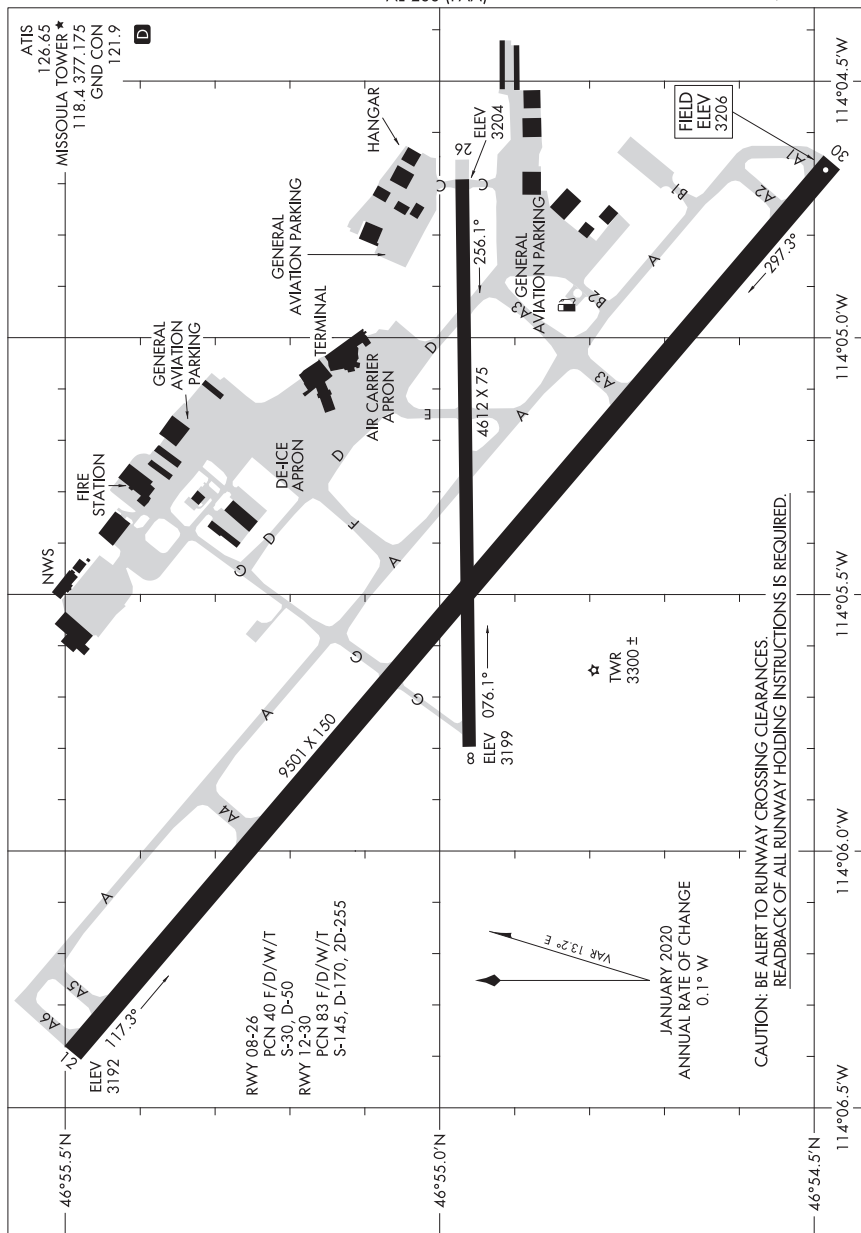 AL-266 (FAA)
ATIS
126.65
MISSOULA TOWER ★
118.4 377.175
GND CON
121.9
D
HANGAR
GENERAL
AVIATION PARKING
TERMINAL
GENERAL
AVIATION
PARKING
FIRE
STATION
NWS
AIR CARRIER
APRON
DE-ICE
APRON
ELEV
3204
26
C
C
256.1°
4612 X 75
GENERAL
AVIATION PARKING
FIELD
ELEV
3206
30
A1
A2
B1
A
B2
A3
A3
297.3°
D
E
A
D
F
A
D
G
G
G
A
9501 X 150
A4
A
A5
A6
12
ELEV
3192
117.3°
8
ELEV
3199
076.1°
TWR
3300 ±
RWY 08-26
PCN 40 F/D/W/T
S-30, D-50
RWY 12-30
PCN 83 F/D/W/T
S-145, D-170, 2D-255
VAR 13.2° E
JANUARY 2020
ANNUAL RATE OF CHANGE
0.1° W
CAUTION: BE ALERT TO RUNWAY CROSSING CLEARANCES.
READBACK OF ALL RUNWAY HOLDING INSTRUCTIONS IS REQUIRED.
46°55.5'N
46°55.0'N
46°54.5'N
114°04.5'W
114°05.0'W
114°05.5'W
114°06.0'W
114°06.5'W